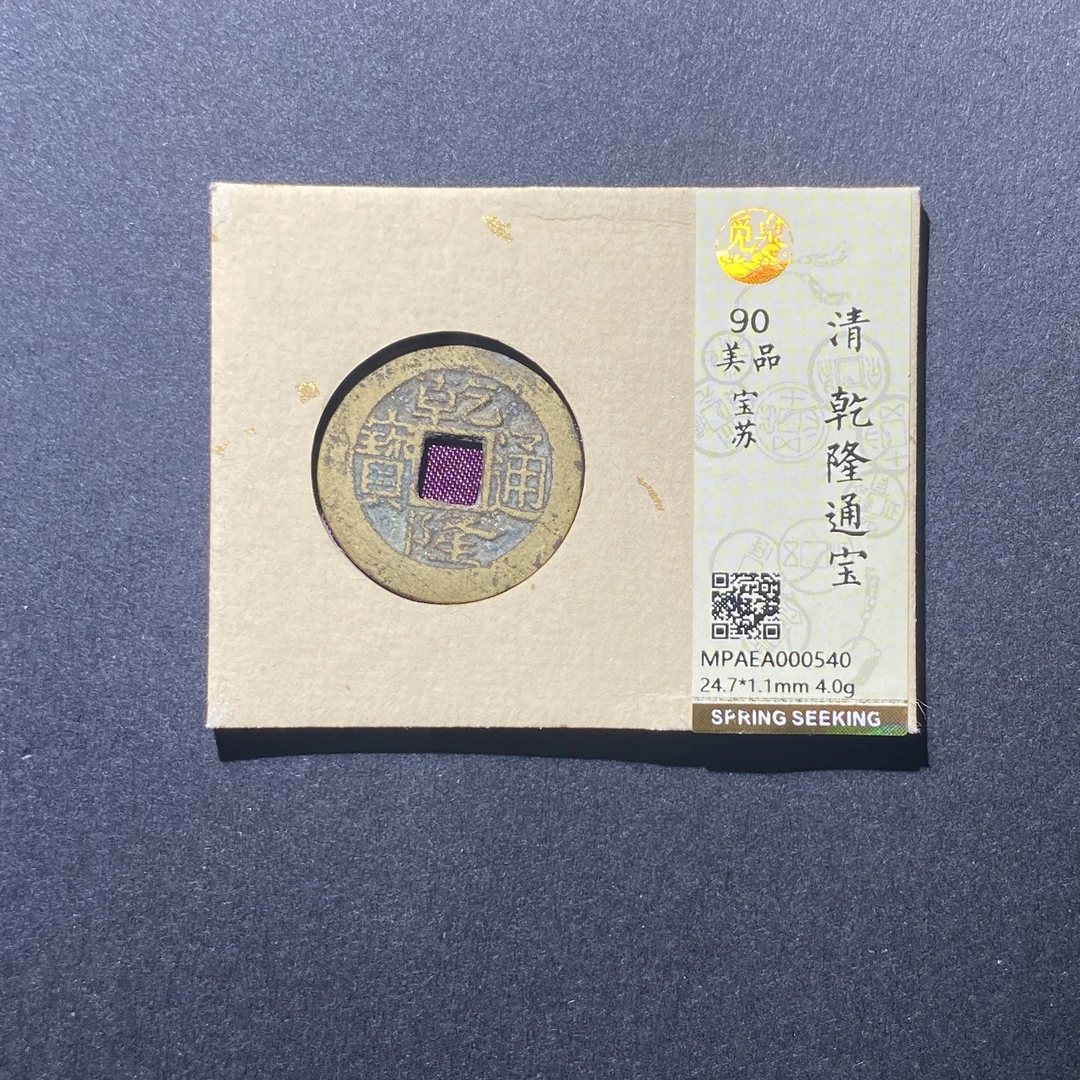 乾隆通寶
觅泉
90
美品
宝苏
清 乾隆通宝
MPAEA000540
24.7*1.1mm 4.0g
SPRING SEEKING